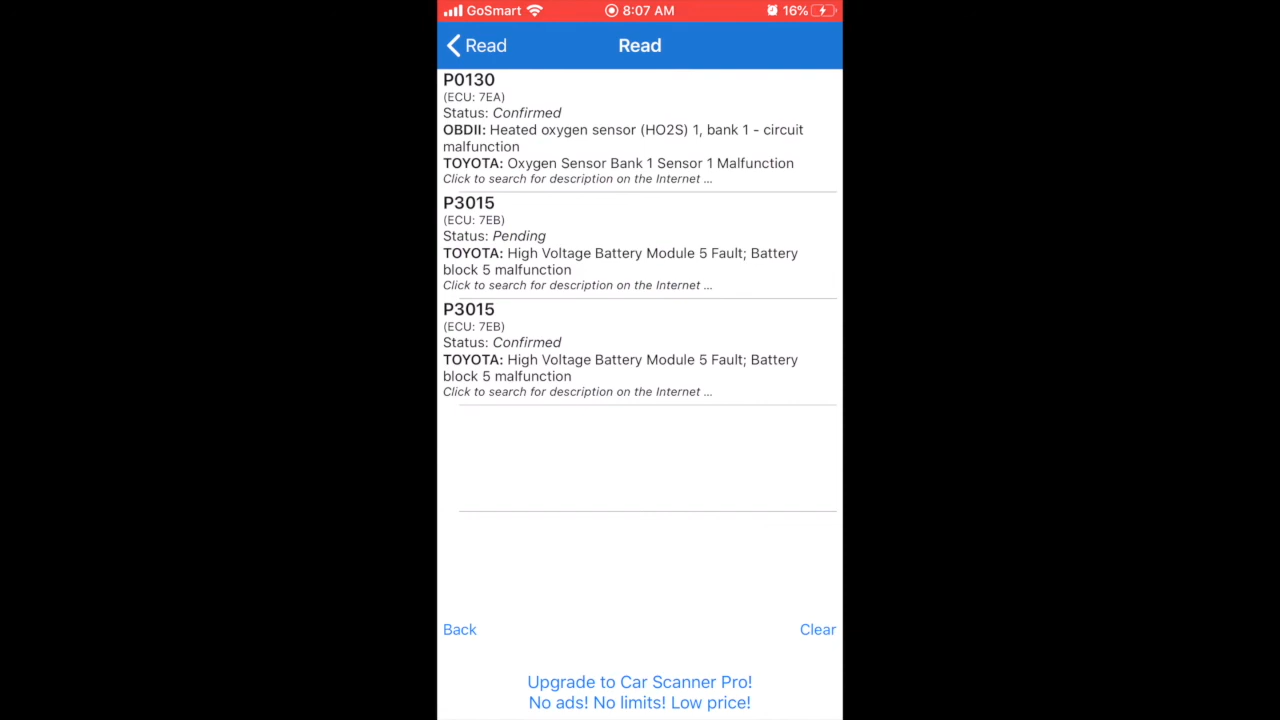 GoSmart 8:07 AM 16%
Read Read
P0130
(ECU: 7EA)
Status: Confirmed
OBDII: Heated oxygen sensor (HO2S) 1, bank 1 - circuit
malfunction
TOYOTA: Oxygen Sensor Bank 1 Sensor 1 Malfunction
Click to search for description on the Internet ...
P3015
(ECU: 7EB)
Status: Pending
TOYOTA: High Voltage Battery Module 5 Fault; Battery
block 5 malfunction
Click to search for description on the Internet ...
P3015
(ECU: 7EB)
Status: Confirmed
TOYOTA: High Voltage Battery Module 5 Fault; Battery
block 5 malfunction
Click to search for description on the Internet ...
Back Clear
Upgrade to Car Scanner Pro!
No ads! No limits! Low price!